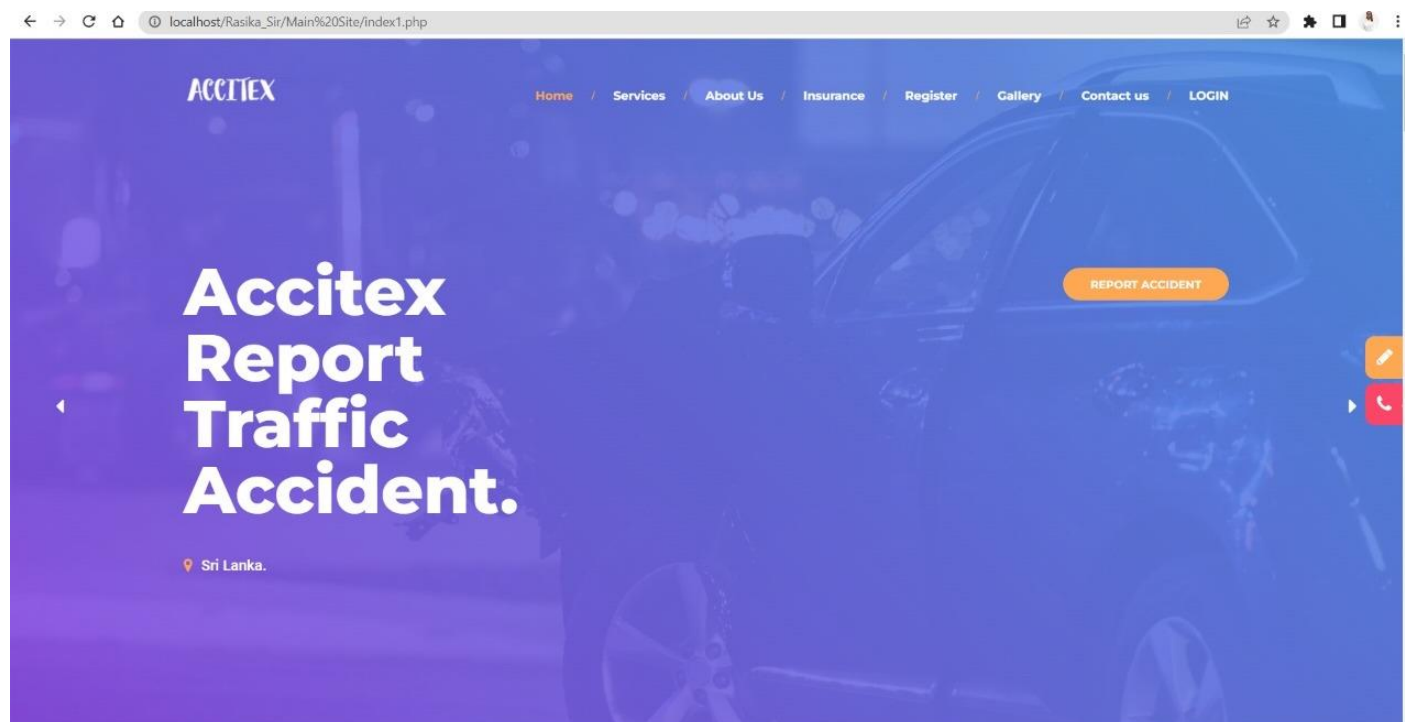 localhost/Rasika_Sir/Main%20Site/index1.php
ACCITEX
Home / Services / About Us / Insurance / Register / Gallery / Contact us / LOGIN
Accitex
Report
Traffic
Accident.
REPORT ACCIDENT
Sri Lanka.